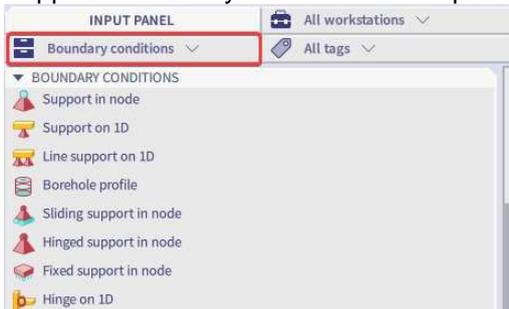 INPUT PANEL
All workstations
Boundary conditions
All tags
BOUNDARY CONDITIONS
Support in node
Support on 1D
Line support on 1D
Borehole profile
Sliding support in node
Hinged support in node
Fixed support in node
Hinge on 1D